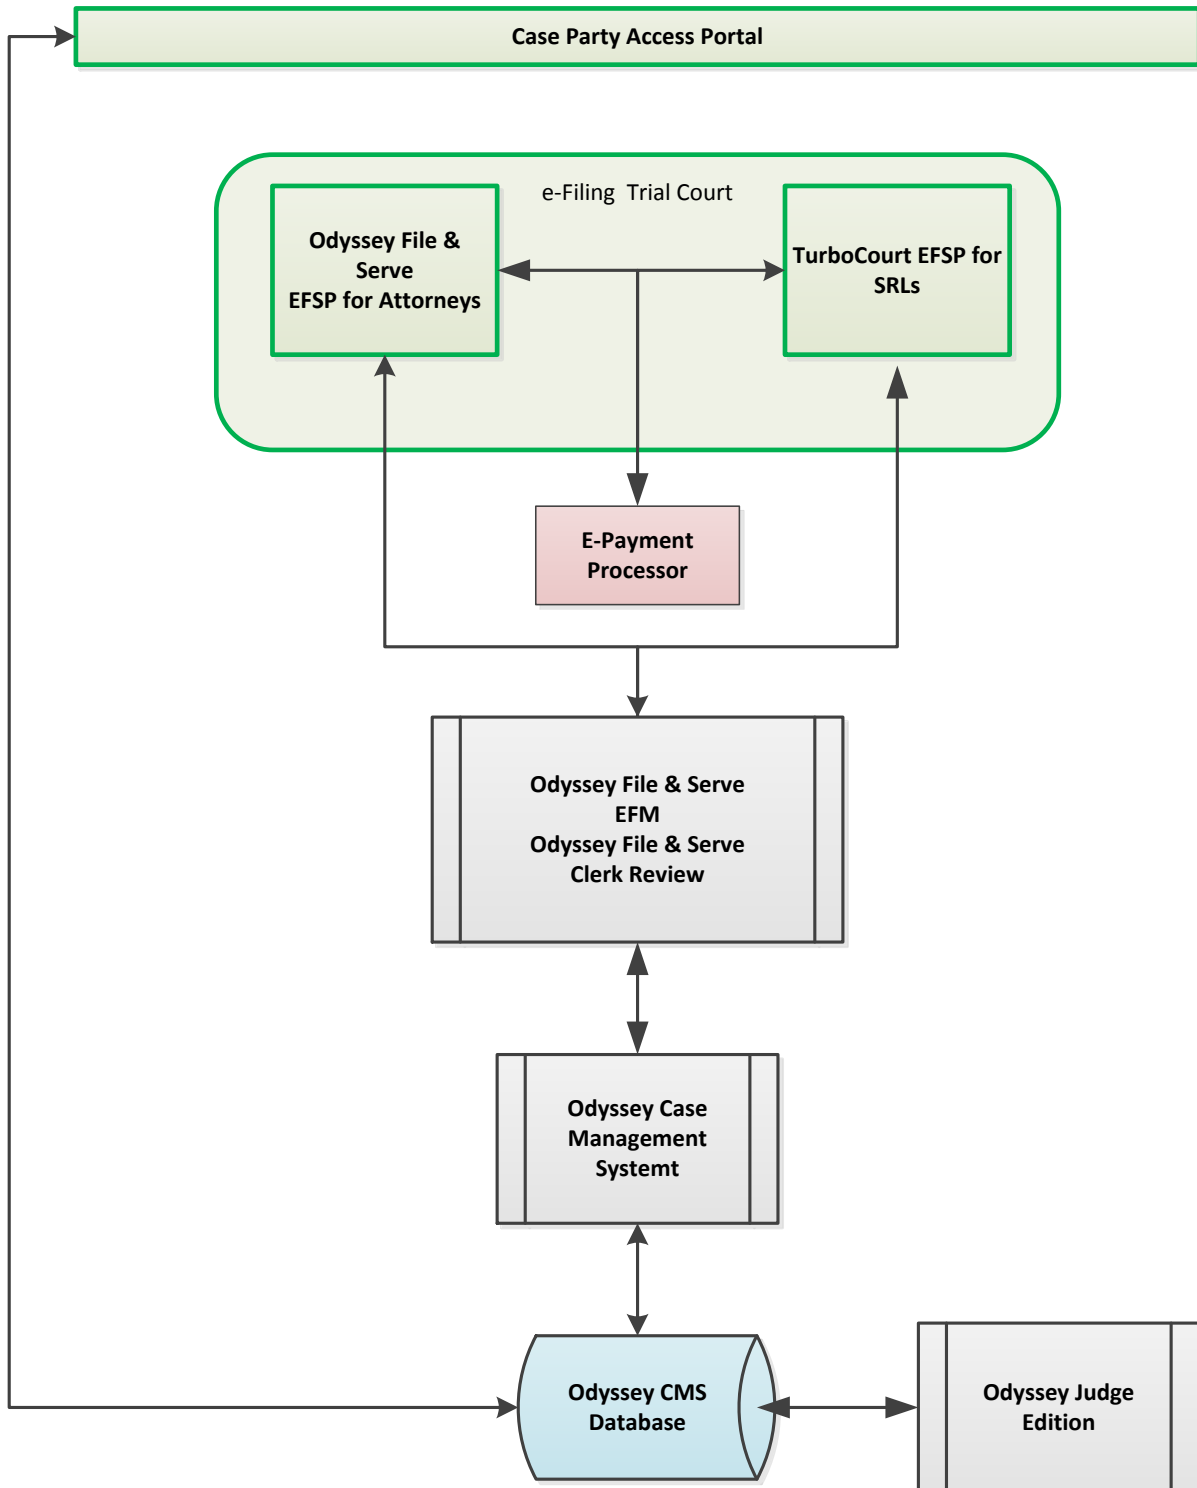 Case Party Access Portal
e-Filing  Trial Court
Odyssey File &
Serve
EFSP for Attorneys
TurboCourt EFSP for
SRLs
E-Payment
Processor
Odyssey File & Serve
EFM
Odyssey File & Serve
Clerk Review
Odyssey Case
Management
Systemt
Odyssey CMS
Database
Odyssey Judge
Edition